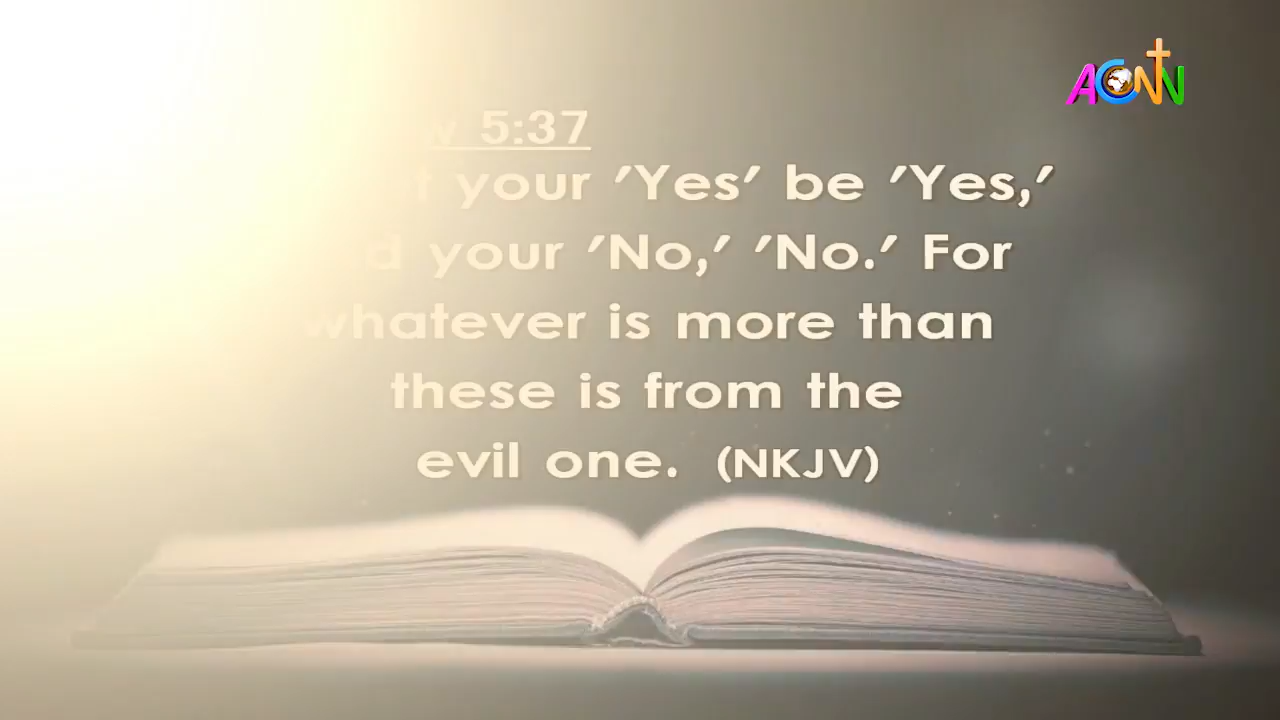 ACNN
5:37
your 'Yes' be 'Yes,'
your 'No,' 'No.' For
whatever is more than
these is from the
evil one. (NKJV)